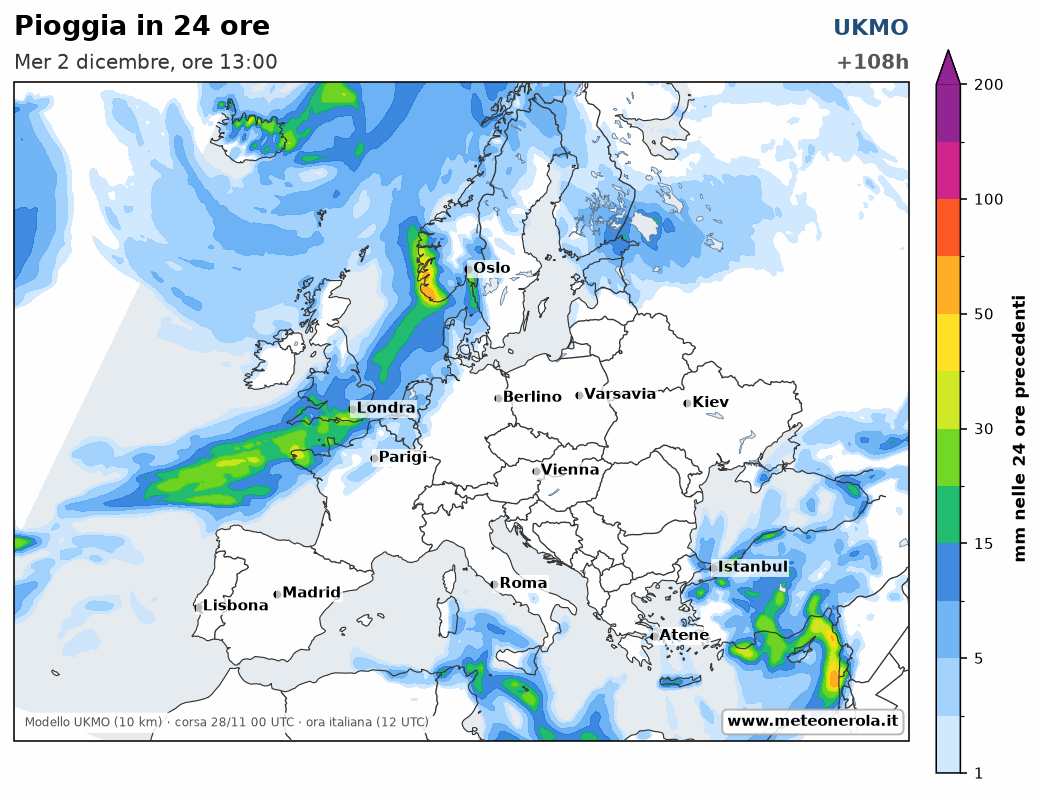 Pioggia in 24 ore
UKMO
Mer 2 dicembre, ore 13:00
+108h
200
100
50
30
15
5
1
mm nelle 24 ore precedenti
Oslo
Londra
Berlino
Varsavia
Kiev
Parigi
Vienna
Istanbul
Roma
Madrid
Lisbona
Atene
Modello UKMO (10 km) · corsa 28/11 00 UTC · ora italiana (12 UTC)
www.meteonerola.it